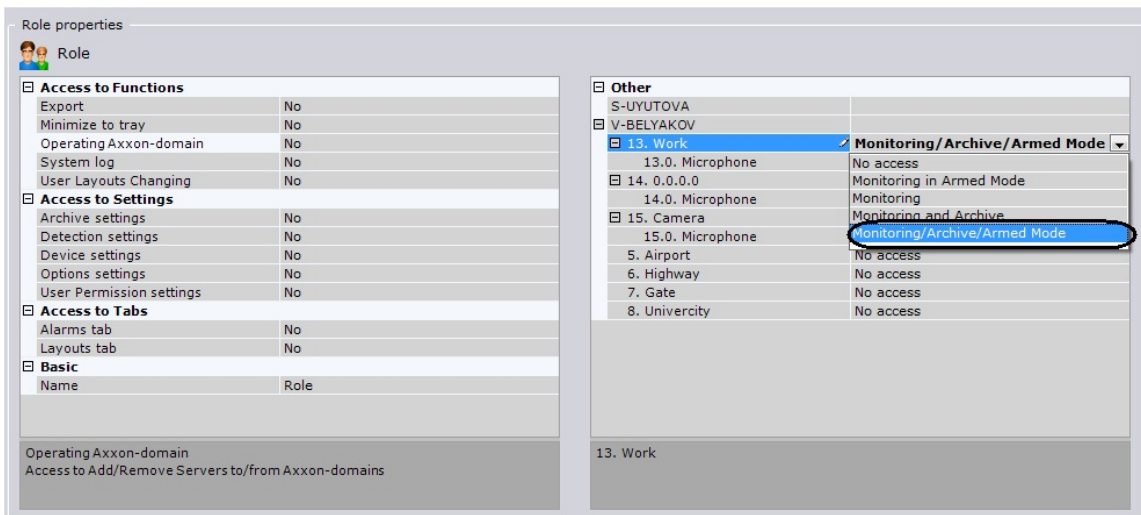 Role properties
Role
Access to Functions
Export No
Minimize to tray No
Operating Axxon-domain No
System log No
User Layouts Changing No
Access to Settings
Archive settings No
Detection settings No
Device settings No
Options settings No
User Permission settings No
Access to Tabs
Alarms tab No
Layouts tab No
Basic
Name Role
Operating Axxon-domain
Access to Add/Remove Servers to/from Axxon-domains
Other
S-UYUTOVA
V-BELYAKOV
13. Work Monitoring/Archive/Armed Mode
13.0. Microphone No access
14. 0.0.0.0 Monitoring in Armed Mode
14.0. Microphone Monitoring
15. Camera Monitoring and Archive
15.0. Microphone Monitoring/Archive/Armed Mode
5. Airport No access
6. Highway No access
7. Gate No access
8. Univercity No access
13. Work